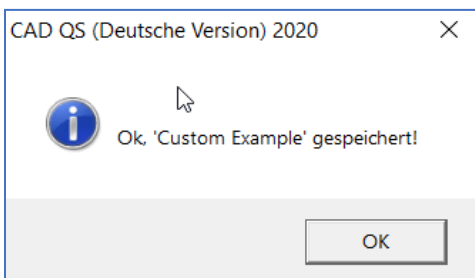 CAD QS (Deutsche Version) 2020
Ok, 'Custom Example' gespeichert!
OK